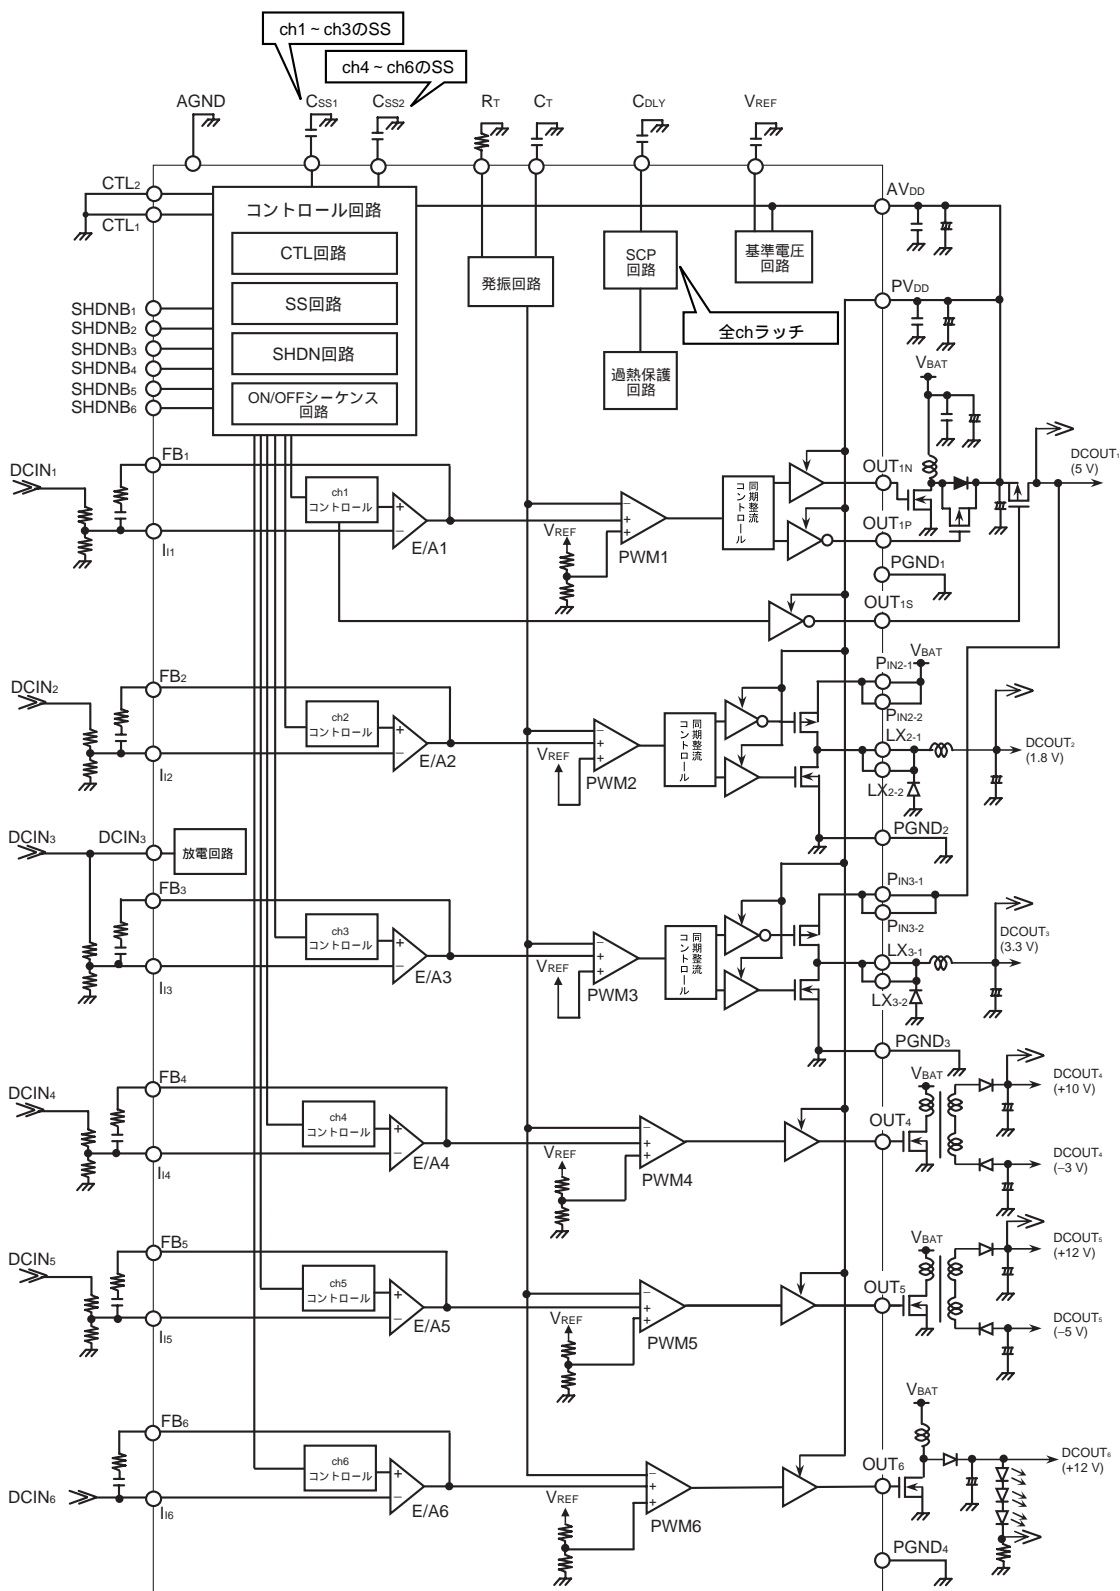 ch1 ~ ch3のSS
ch4 ~ ch6のSS
AGND
CSS1
CSS2
RT
CT
CDLY
VREF
CTL2
CTL1
コントロール回路
CTL回路
SS回路
SHDN回路
ON/OFFシーケンス
回路
SHDNB1
SHDNB2
SHDNB3
SHDNB4
SHDNB5
SHDNB6
発振回路
SCP
回路
基準電圧
回路
全chラッチ
過熱保護
回路
AVDD
PVDD
VBAT
DCOUT1
(5 V)
DCIN1
FB1
II1
ch1
コントロール
+
−
E/A1
VREF
−
+
+
PWM1
同期整流
コントロール
OUT1N
OUT1P
PGND1
OUT1S
DCIN2
FB2
II2
ch2
コントロール
+
−
E/A2
VREF
−
+
+
PWM2
同期整流
コントロール
PIN2-1
VBAT
PIN2-2
LX2-1
LX2-2
DCOUT2
(1.8 V)
PGND2
DCIN3
DCIN3
放電回路
FB3
II3
ch3
コントロール
+
−
E/A3
VREF
−
+
+
PWM3
同期整流
コントロール
PIN3-1
PIN3-2
LX3-1
LX3-2
DCOUT3
(3.3 V)
PGND3
DCIN4
FB4
II4
ch4
コントロール
+
−
E/A4
VREF
−
+
+
PWM4
VBAT
OUT4
DCOUT4
(+10 V)
DCOUT4
(−3 V)
DCIN5
FB5
II5
ch5
コントロール
+
−
E/A5
VREF
−
+
+
PWM5
VBAT
OUT5
DCOUT5
(+12 V)
DCOUT5
(−5 V)
DCIN6
FB6
II6
ch6
コントロール
+
−
E/A6
VREF
−
+
+
PWM6
VBAT
OUT6
DCOUT6
(+12 V)
PGND4